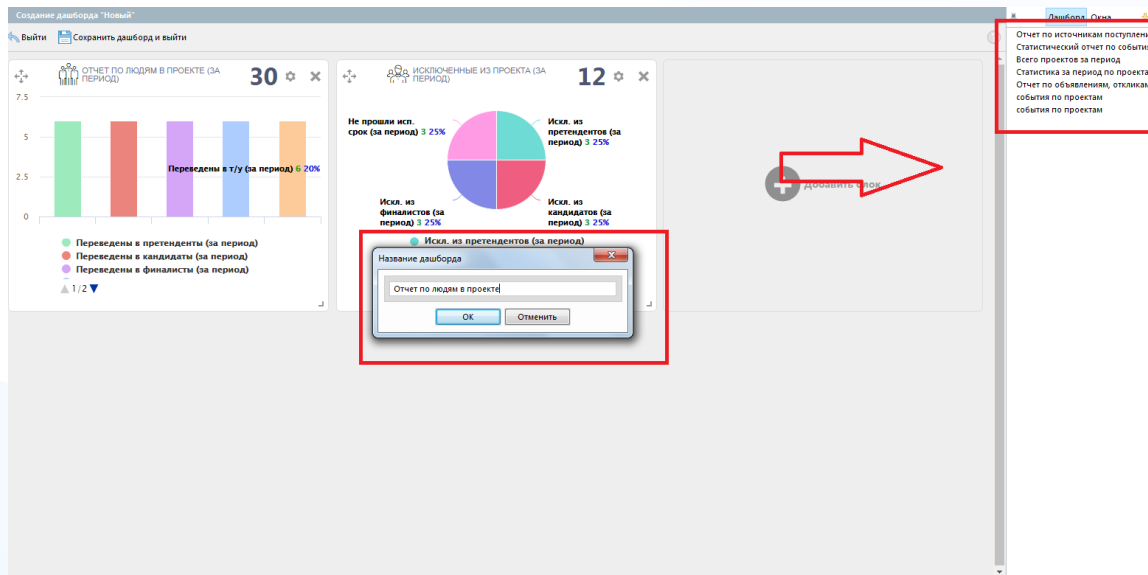 Создание дашборда "Новый"
Выйти
Сохранить дашборд и выйти
ОТЧЕТ ПО ЛЮДЯМ В ПРОЕКТЕ (ЗА
ПЕРИОД)
30
7.5
5
2.5
0
Переведены в т/у (за период) 6 20%
Переведены в претенденты (за период)
Переведены в кандидаты (за период)
Переведены в финалисты (за период)
1/2
ИСКЛЮЧЕННЫЕ ИЗ ПРОЕКТА (ЗА
ПЕРИОД)
12
Не прошли исп.
срок (за период) 3 25%
Искл. из
претендентов (за
период) 3 25%
Искл. из
финалистов (за
период) 3 25%
Искл. из
кандидатов (за
период) 3 25%
Искл. из претендентов (за период)
Название дашборда
Отчет по людям в проекте
ОК
Отменить
Добавить блок
Дашборд Окна
Отчет по источникам поступлени
Статистический отчет по события
Всего проектов за период
Статистика за период по проекта
Отчет по объявлениям, откликам
события по проектам
события по проектам